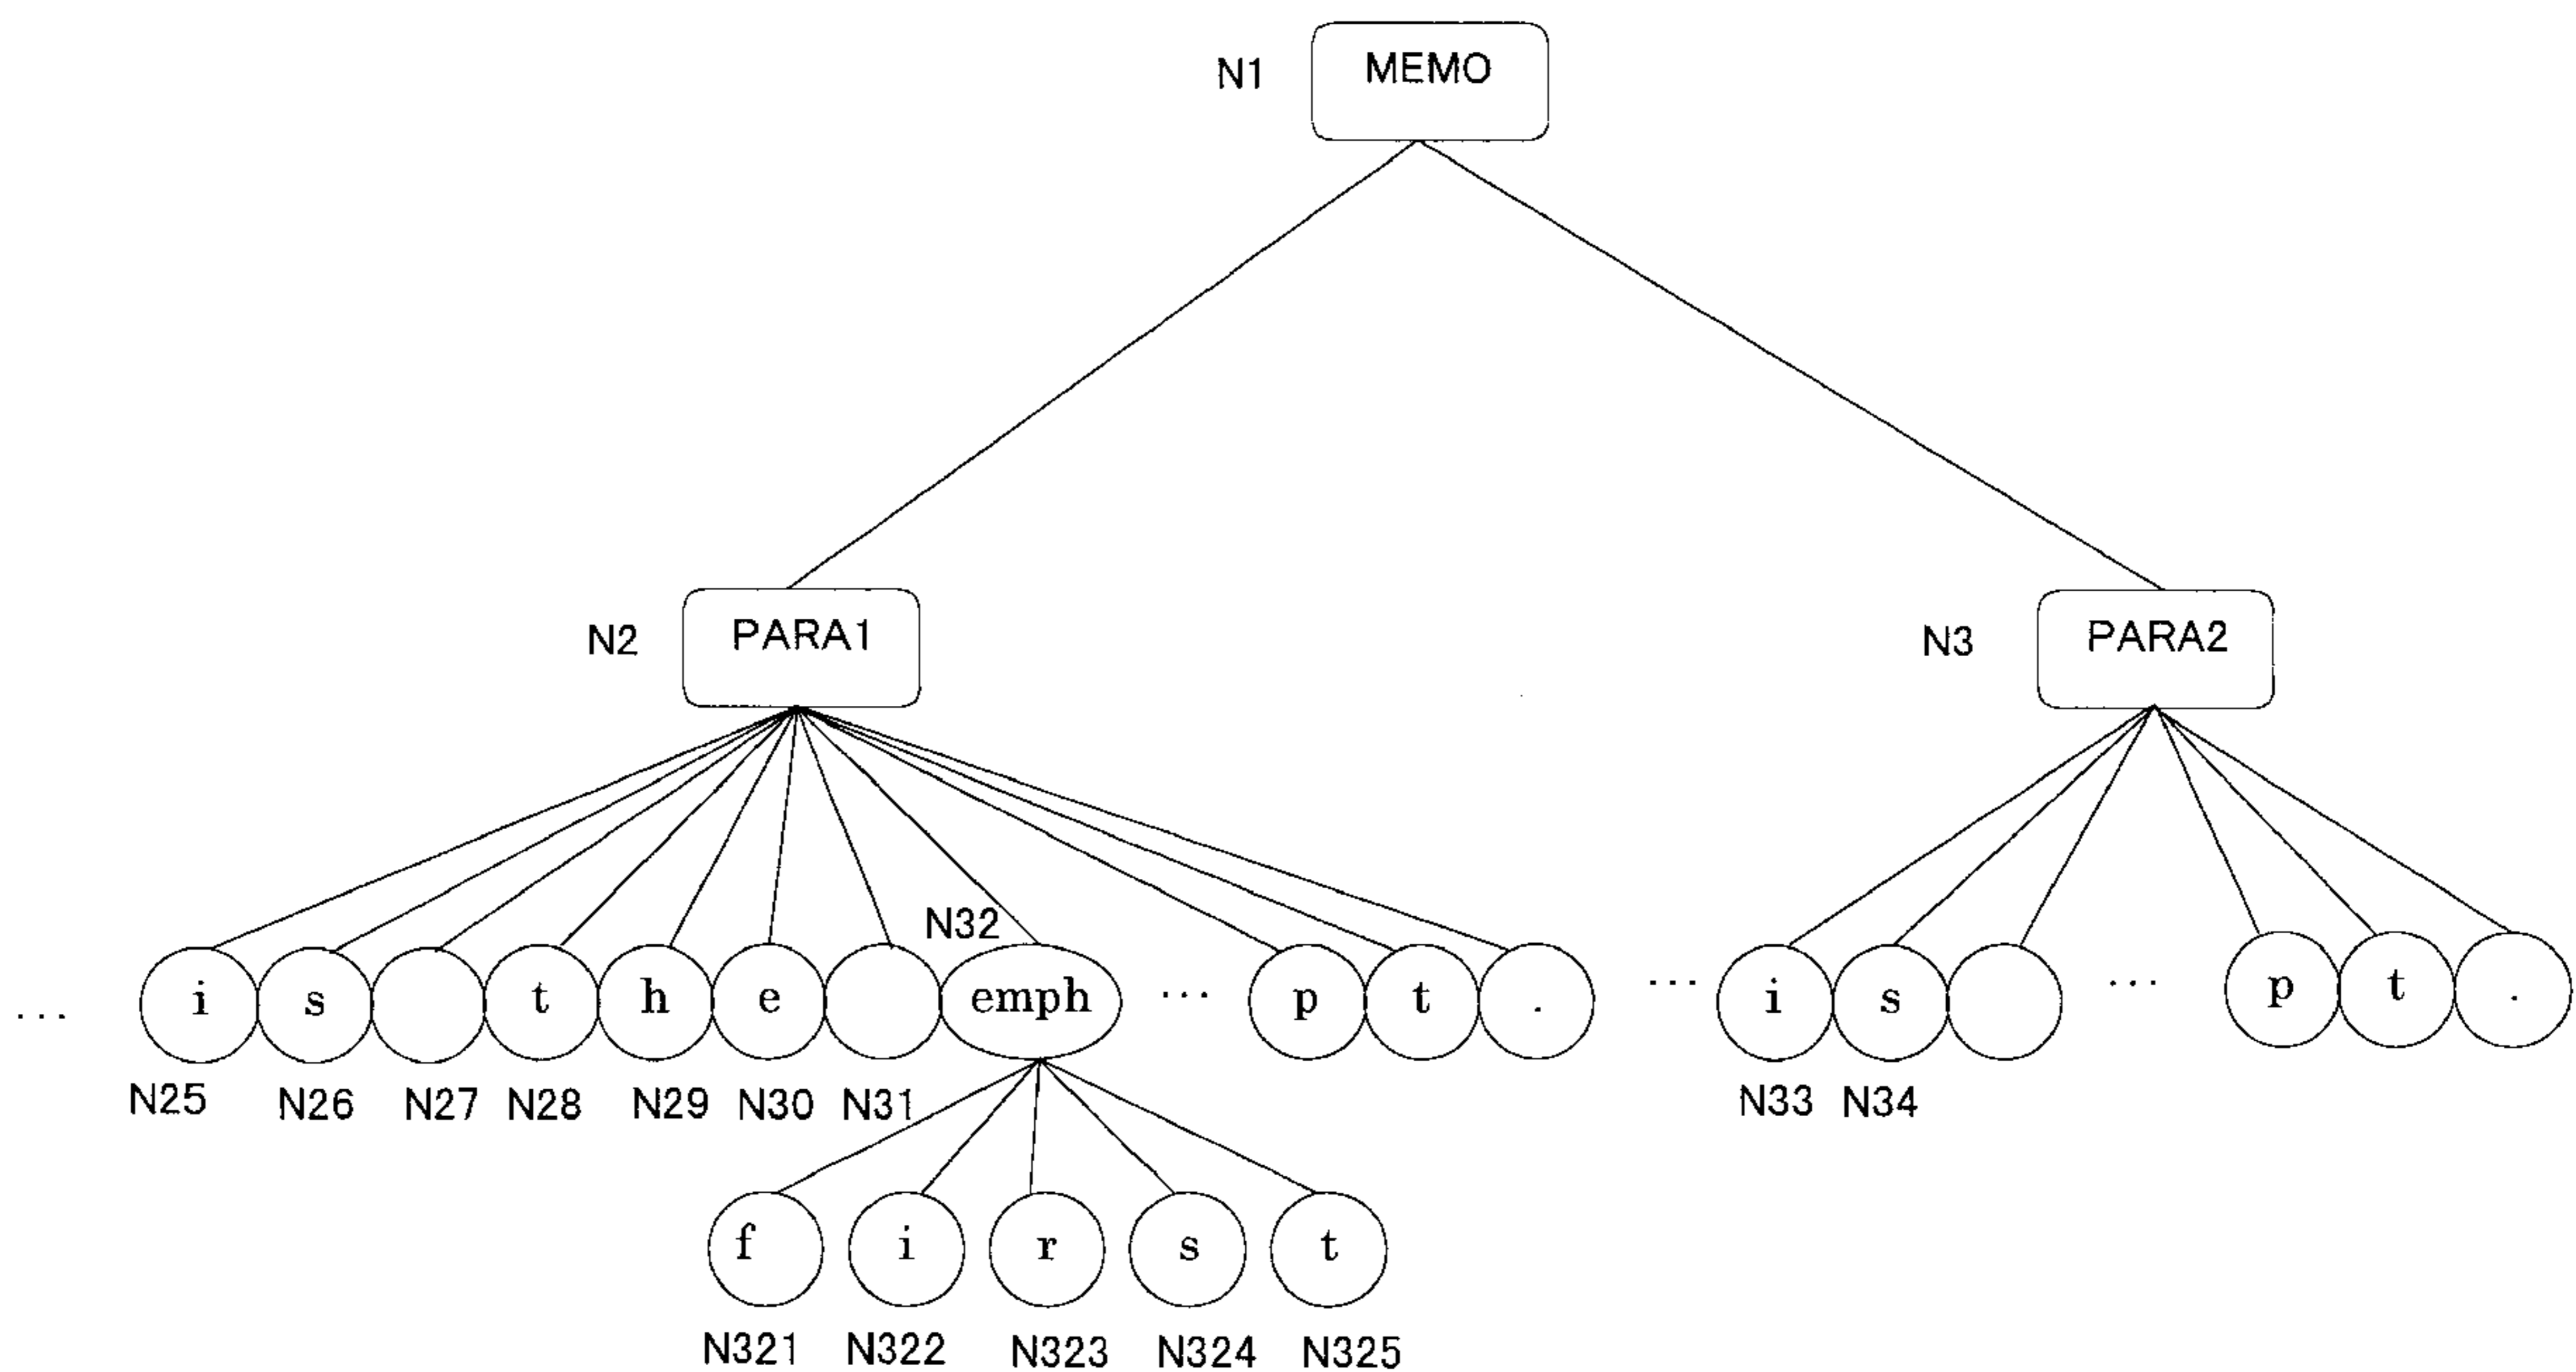 N1 MEMO
N2 PARA1 N3 PARA2
N32
... i s t h e emph ... p t . ... i s ... p t .
N25 N26 N27 N28 N29 N30 N31 N33 N34
f i r s t
N321 N322 N323 N324 N325